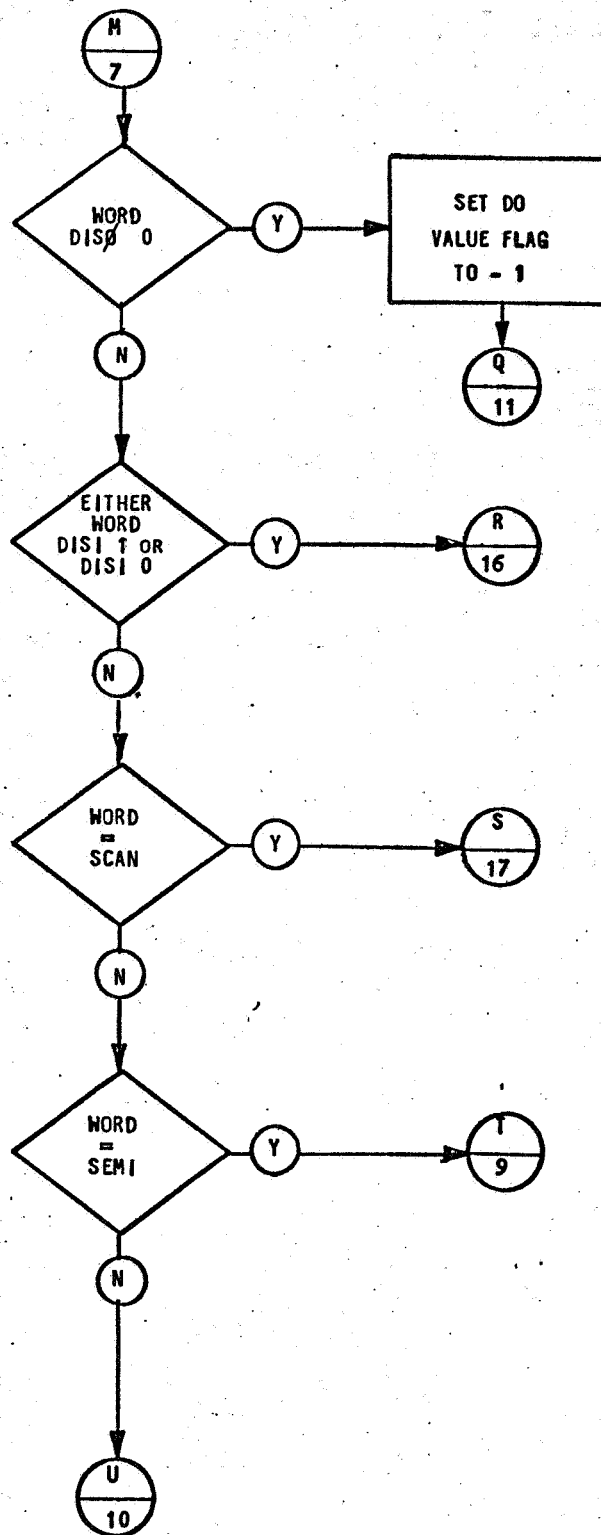 M
7
WORD
DISØ 0
Y
SET DO
VALUE FLAG
TO - 1
N
Q
11
EITHER
WORD
DISI 1 OR
DISI 0
Y
R
16
N
WORD
=
SCAN
Y
S
17
N
WORD
=
SEMI
Y
T
9
N
U
10